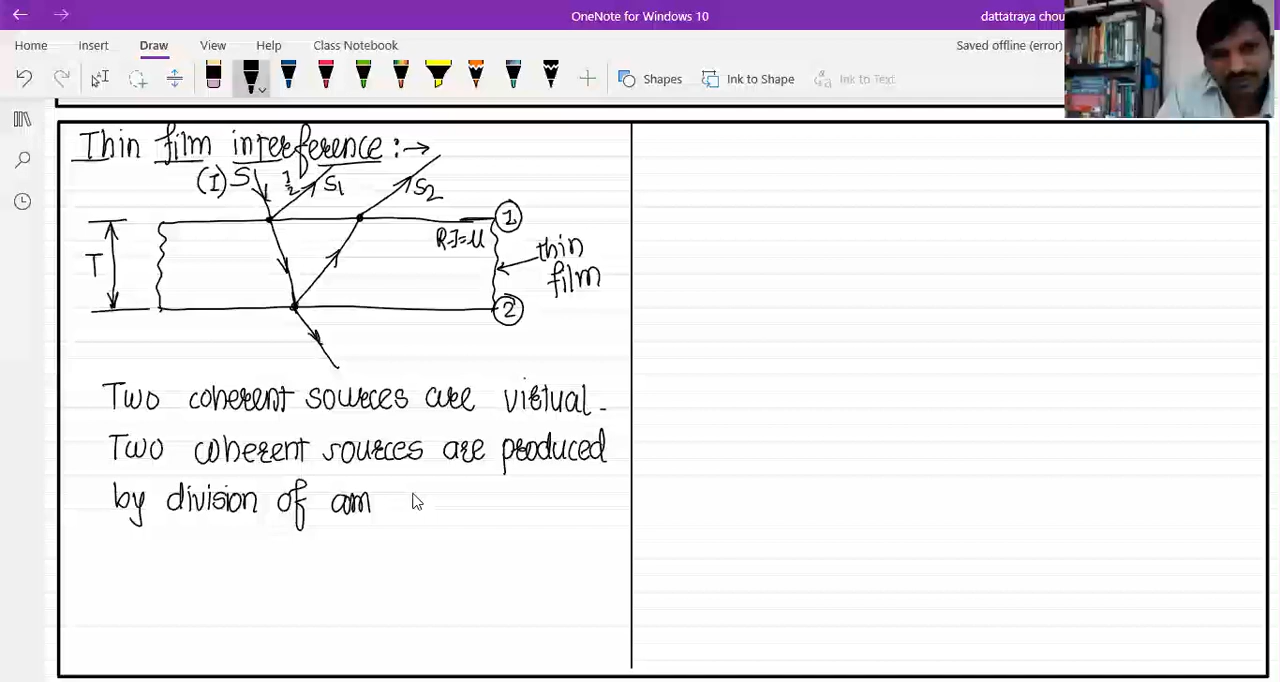 OneNote for Windows 10
dattatraya chou
Home Insert Draw View Help Class Notebook
Saved offline (error)
Shapes Ink to Shape Ink to Text
Thin film interference :→
(I) S I/2 S1 S2
1
R.I=μ
T
thin
film
2
Two coherent sources are virtual.
Two coherent sources are produced
by division of am